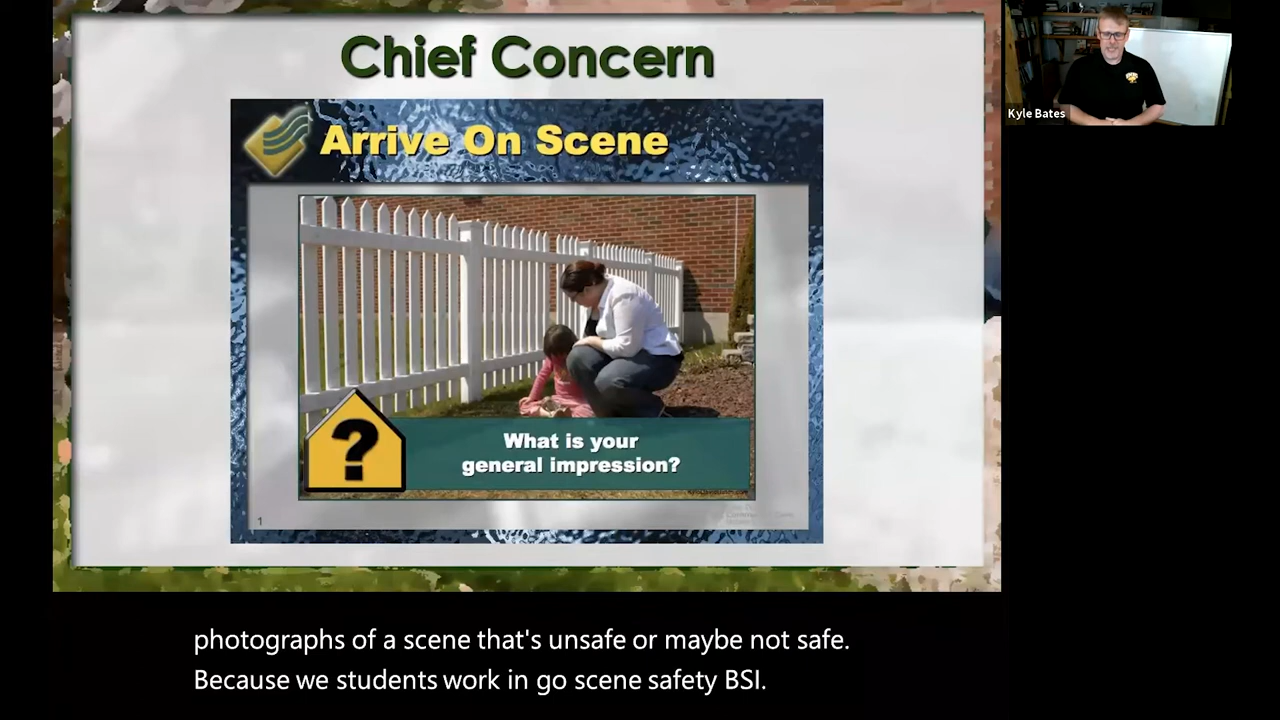 Chief Concern
Kyle Bates
Arrive On Scene
?
What is your
general impression?
1
photographs of a scene that's unsafe or maybe not safe.
Because we students work in go scene safety BSI.